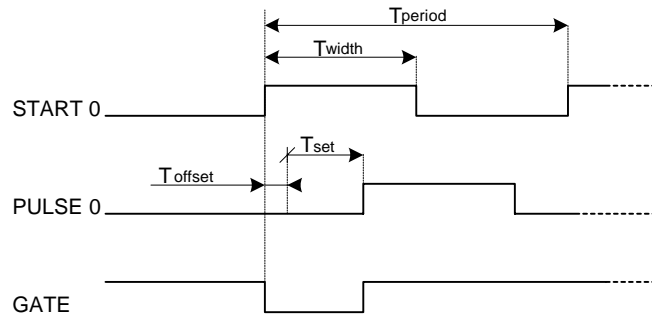 Tperiod
Twidth
START 0
Tset
Toffset
PULSE 0
GATE